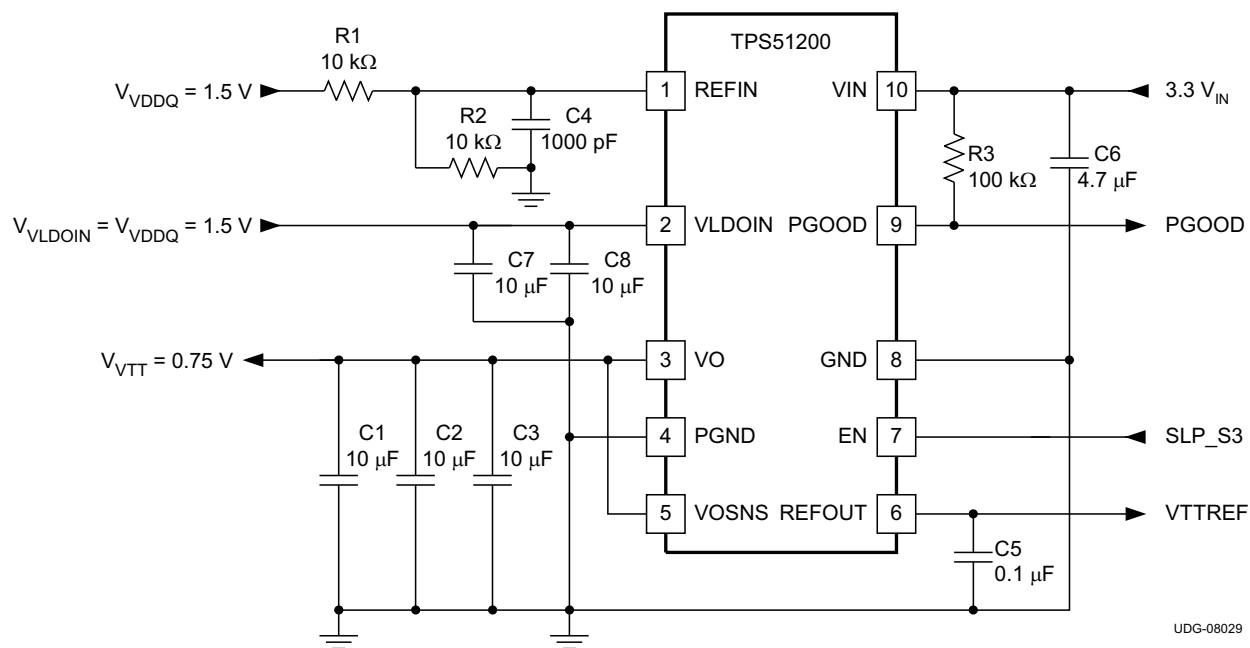 TPS51200
R1
10 kΩ
V_VDDQ = 1.5 V
1 REFIN
VIN 10
3.3 V_IN
R2
10 kΩ
C4
1000 pF
R3
100 kΩ
C6
4.7 μF
V_VLDOIN = V_VDDQ = 1.5 V
2 VLDOIN
PGOOD 9
PGOOD
C7
10 μF
C8
10 μF
V_VTT = 0.75 V
3 VO
GND 8
C1
10 μF
C2
10 μF
C3
10 μF
4 PGND
EN 7
SLP_S3
5 VOSNS
REFOUT 6
VTTREF
C5
0.1 μF
UDG-08029